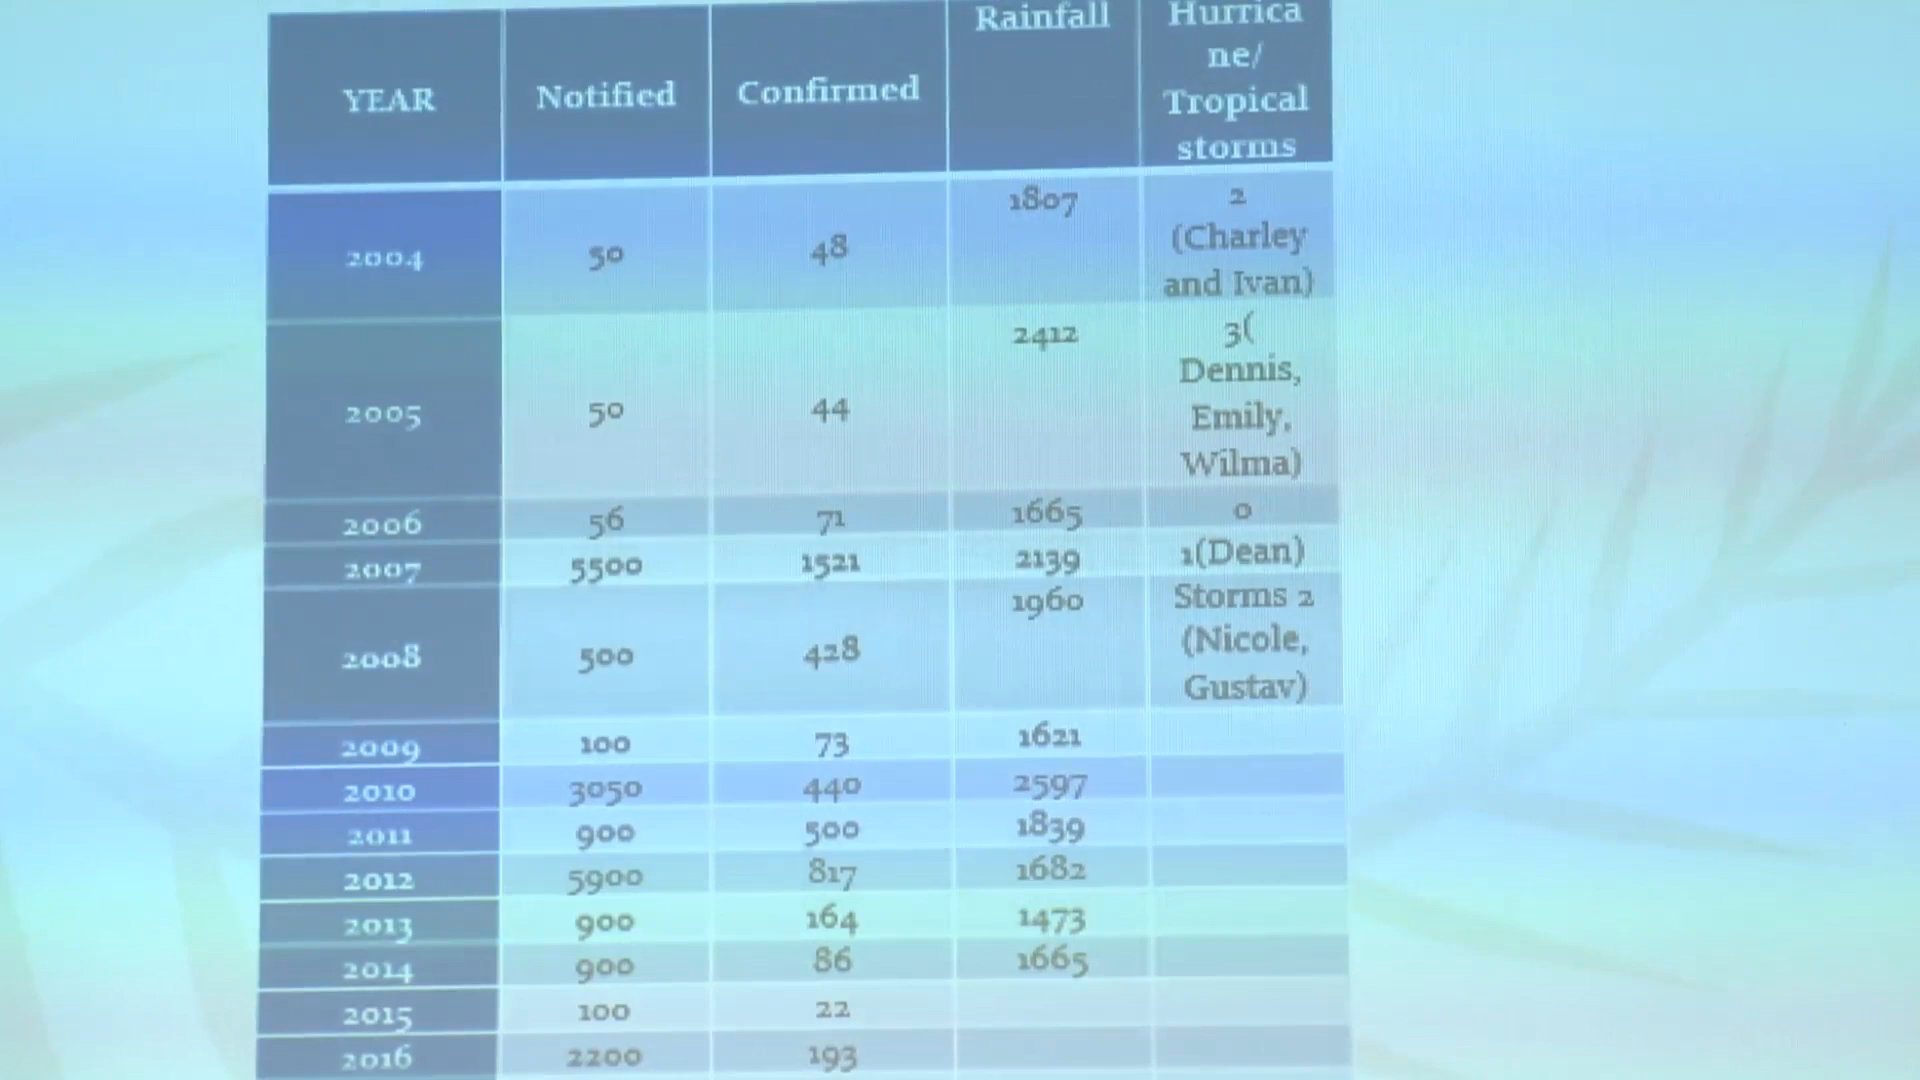 YEAR Notified Confirmed Rainfall Hurrica
ne/
Tropical
storms
2004 50 48 1807 2
(Charley
and Ivan)
2005 50 44 2412 3(
Dennis,
Emily,
Wilma)
2006 56 71 1665 0
2007 5500 1521 2139 1(Dean)
2008 500 428 1960 Storms 2
(Nicole,
Gustav)
2009 100 73 1621
2010 3050 440 2597
2011 900 500 1839
2012 5900 817 1682
2013 900 164 1473
2014 900 86 1665
2015 100 22
2016 2200 193